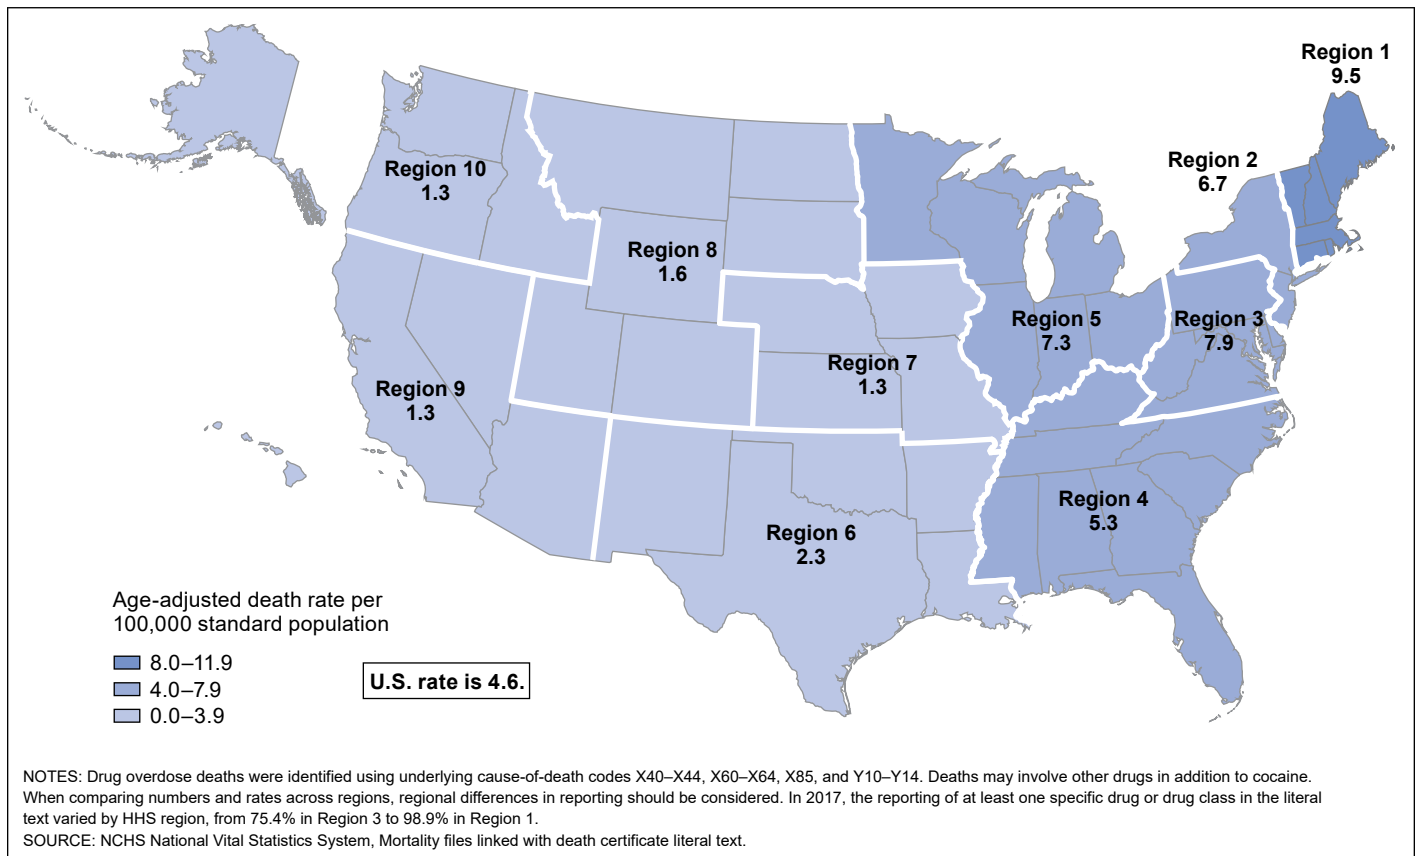 Region 1
9.5
Region 2
6.7
Region 10
1.3
Region 8
1.6
Region 5
7.3
Region 3
7.9
Region 7
1.3
Region 9
1.3
Region 4
5.3
Region 6
2.3
Age-adjusted death rate per
100,000 standard population
8.0–11.9
4.0–7.9
0.0–3.9
U.S. rate is 4.6.
NOTES: Drug overdose deaths were identified using underlying cause-of-death codes X40–X44, X60–X64, X85, and Y10–Y14. Deaths may involve other drugs in addition to cocaine.
When comparing numbers and rates across regions, regional differences in reporting should be considered. In 2017, the reporting of at least one specific drug or drug class in the literal
text varied by HHS region, from 75.4% in Region 3 to 98.9% in Region 1.
SOURCE: NCHS National Vital Statistics System, Mortality files linked with death certificate literal text.